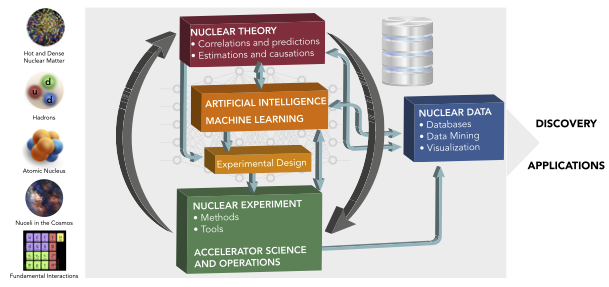 Hot and Dense
Nuclear Matter
u
d
d
Hadrons
Atomic Nucleus
Nuceli in the Cosmos
Fundamental Interactions
NUCLEAR THEORY
• Correlations and predictions
• Estimations and causations
ARTIFICIAL INTELLIGENCE
MACHINE LEARNING
Experimental Design
NUCLEAR EXPERIMENT
• Methods
• Tools
ACCELERATOR SCIENCE
AND OPERATIONS
NUCLEAR DATA
• Databases
• Data Mining
• Visualization
DISCOVERY
APPLICATIONS